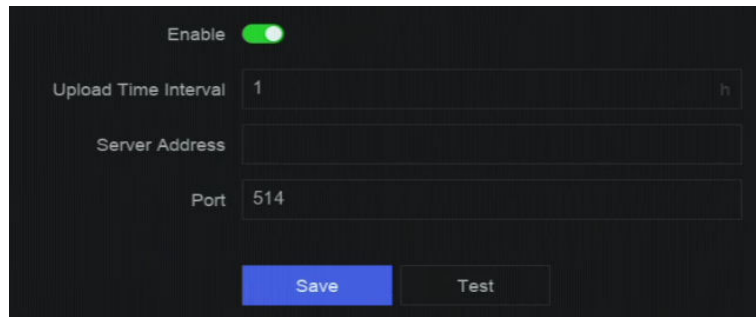 Enable
Upload Time Interval 1 h
Server Address
Port 514
Save Test